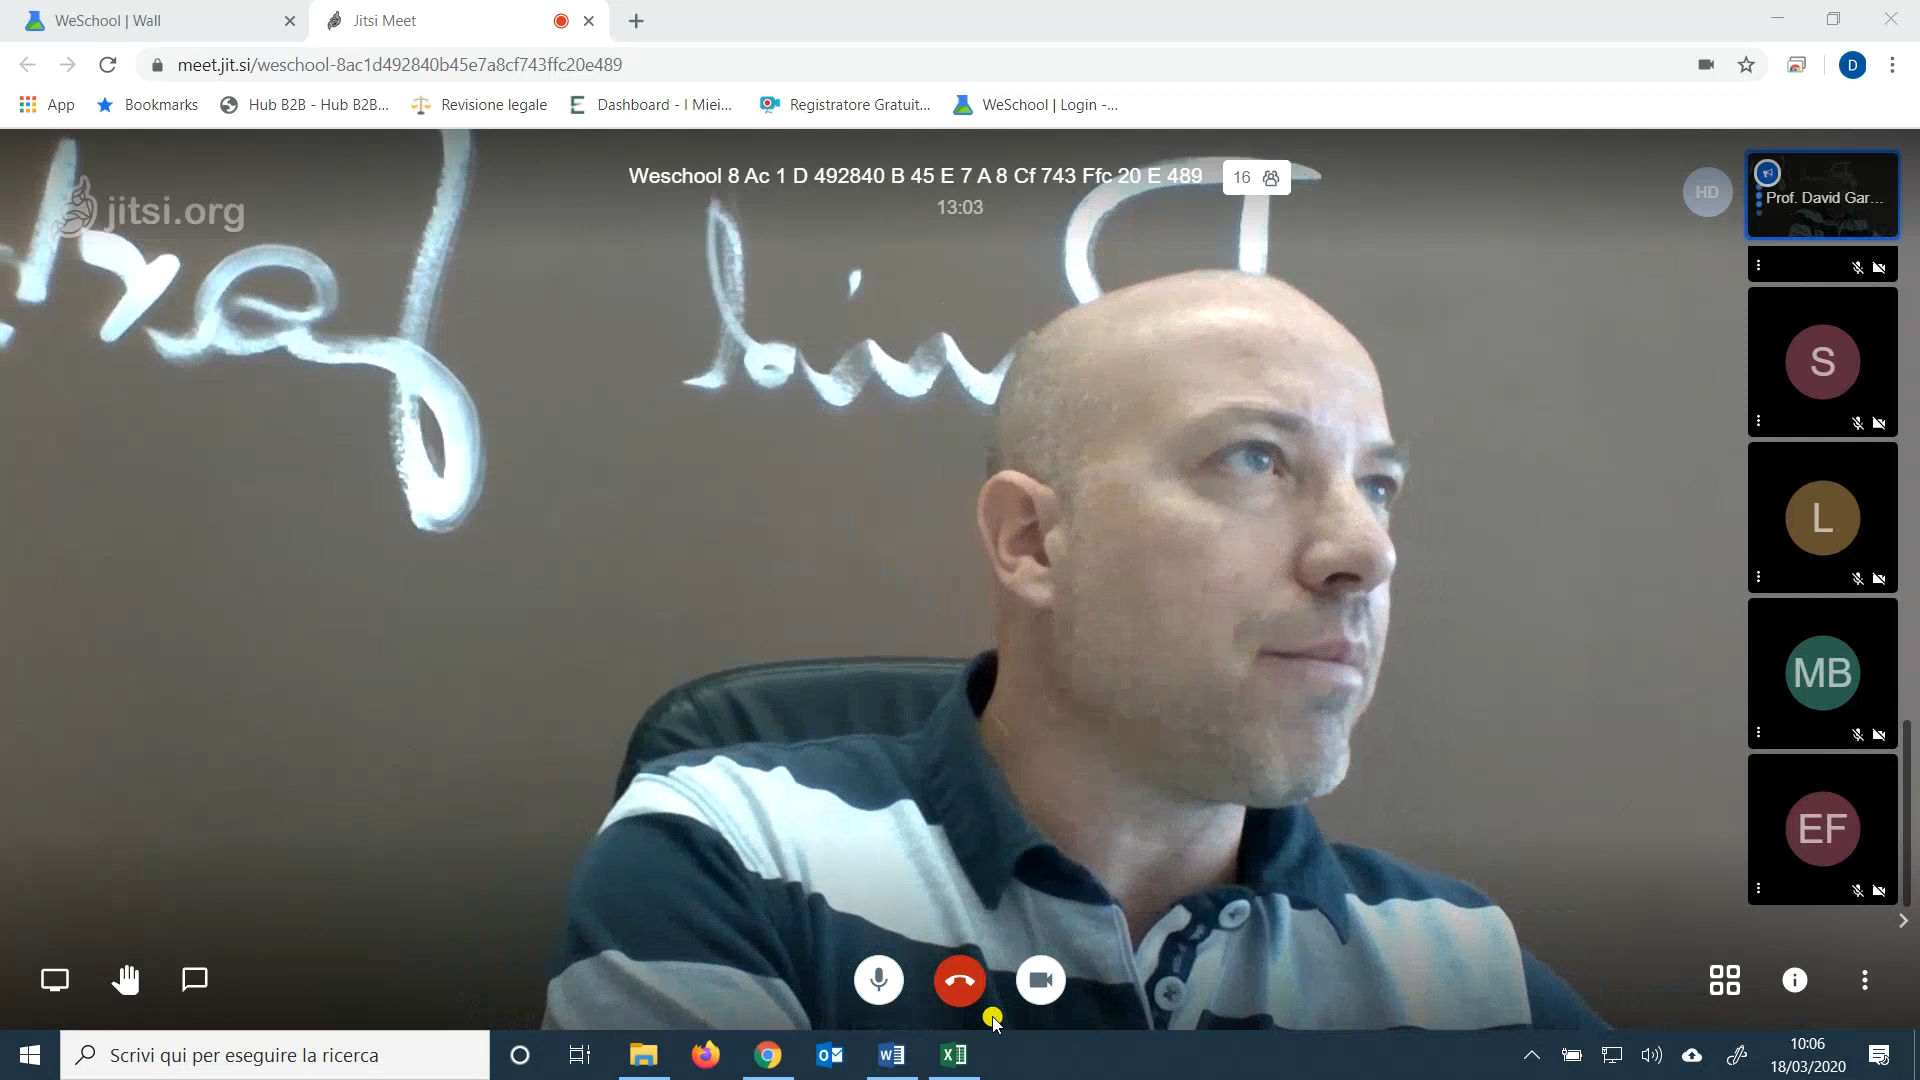 WeSchool | Wall
Jitsi Meet
meet.jit.si/weschool-8ac1d492840b45e7a8cf743ffc20e489
D
App
Bookmarks
Hub B2B - Hub B2B...
Revisione legale
Dashboard - I Miei...
Registratore Gratuit...
WeSchool | Login -...
Weschool 8 Ac 1 D 492840 B 45 E 7 A 8 Cf 743 Ffc 20 E 489
16
13:03
jitsi.org
HD
Prof. David Gar...
S
L
MB
EF
Scrivi qui per eseguire la ricerca
10:06
18/03/2020